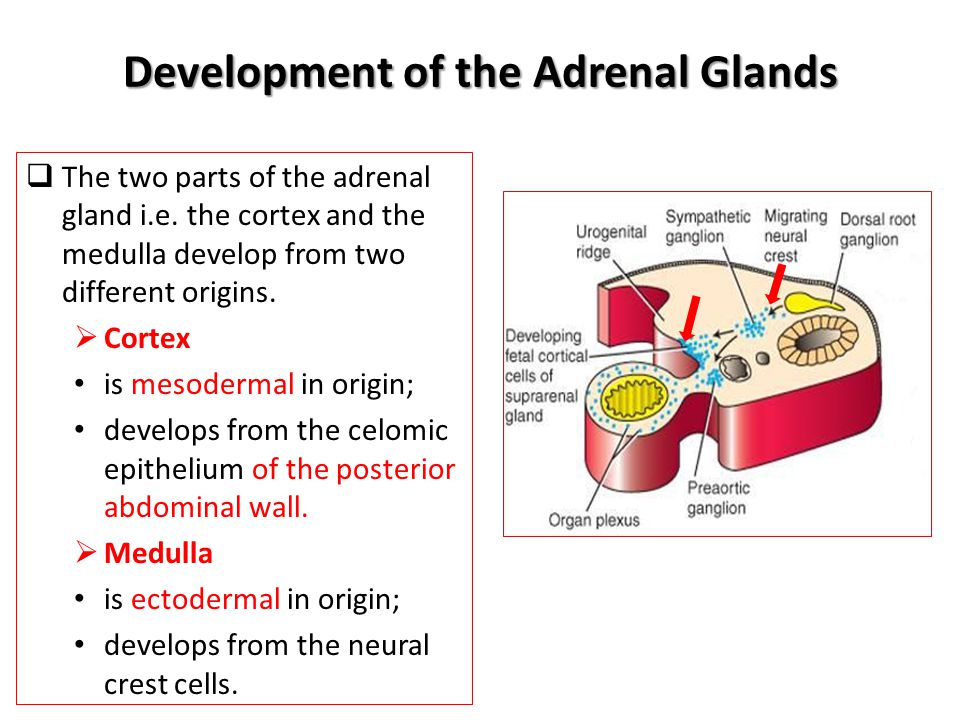 Development of the Adrenal Glands
❑ The two parts of the adrenal
gland i.e. the cortex and the
medulla develop from two
different origins.
➢ Cortex
• is mesodermal in origin;
• develops from the celomic
epithelium of the posterior
abdominal wall.
➢ Medulla
• is ectodermal in origin;
• develops from the neural
crest cells.
Urogenital
ridge
Sympathetic
ganglion
Migrating
neural
crest
Dorsal root
ganglion
Developing
fetal cortical
cells of
suprarenal
gland
Organ plexus
Preaortic
ganglion